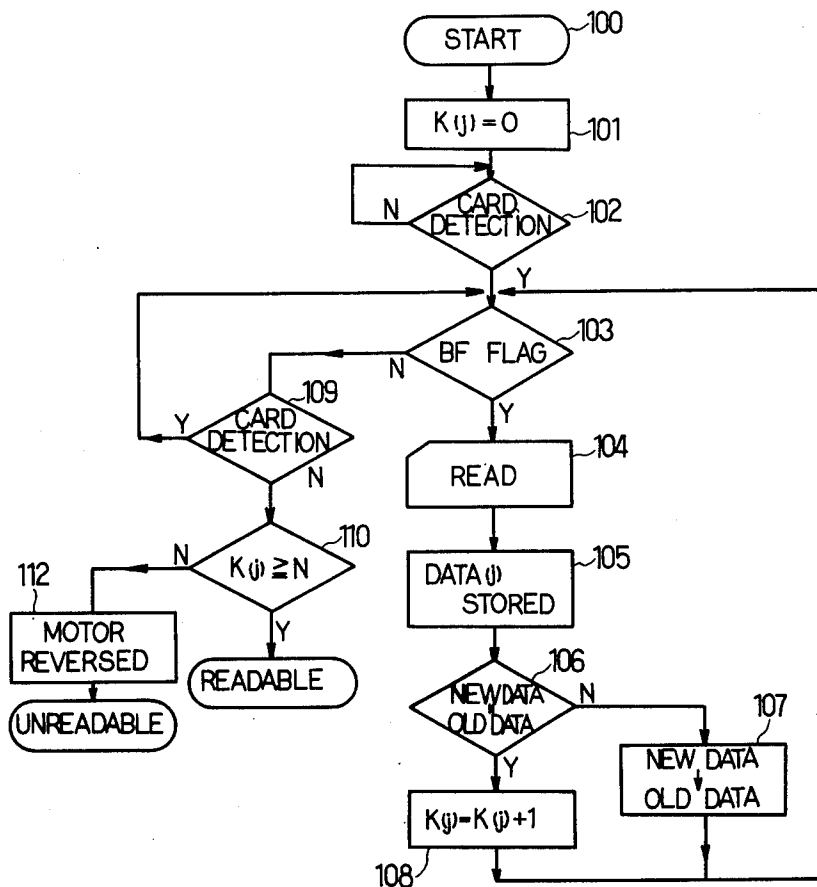 START
100
K(j)=0
101
CARD
DETECTION
N
102
Y
BF FLAG
103
N
Y
109
CARD
DETECTION
Y
N
READ
104
DATA(j)
STORED
105
K(j)≧N
110
N
Y
112
MOTOR
REVERSED
READABLE
UNREADABLE
NEW DATA
"
OLD DATA
106
N
Y
107
NEW DATA
OLD DATA
K(j)=K(j)+1
108